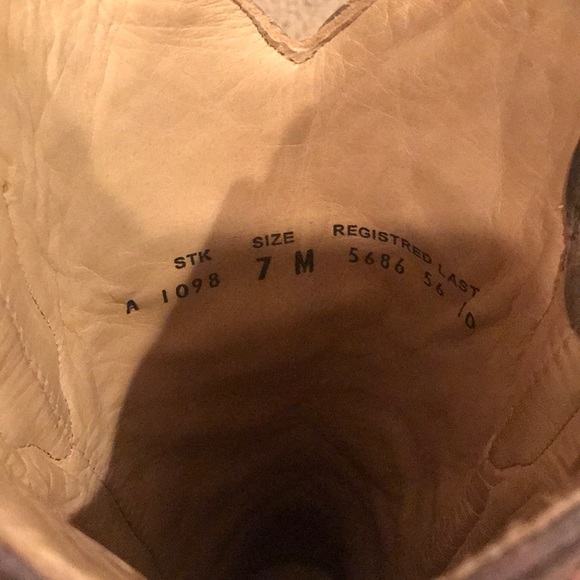 STK SIZE REGISTRED LAST
A 1098 7 M 5686 56 10